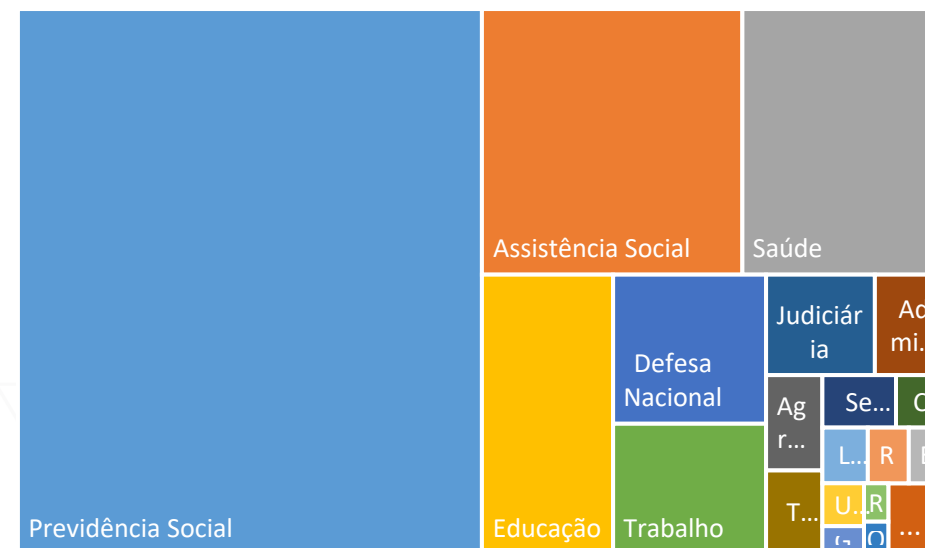 Previdência Social
Assistência Social
Saúde
Educação
Defesa
Nacional
Trabalho
Judiciár
ia
Ad
mi.
Ag
r...
Se...
L...
R
T...
U...
R
O
...